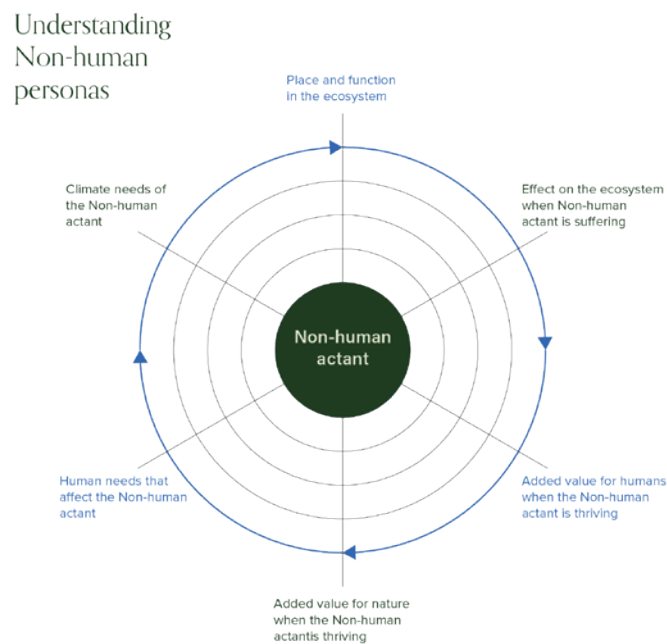 Understanding
Non-human
personas
Place and function
in the ecosystem
Climate needs of
the Non-human
actant
Effect on the ecosystem
when Non-human
actant is suffering
Non-human
actant
Human needs that
affect the Non-human
actant
Added value for humans
when the Non-human
actant is thriving
Added value for nature
when the Non-human
actantis thriving